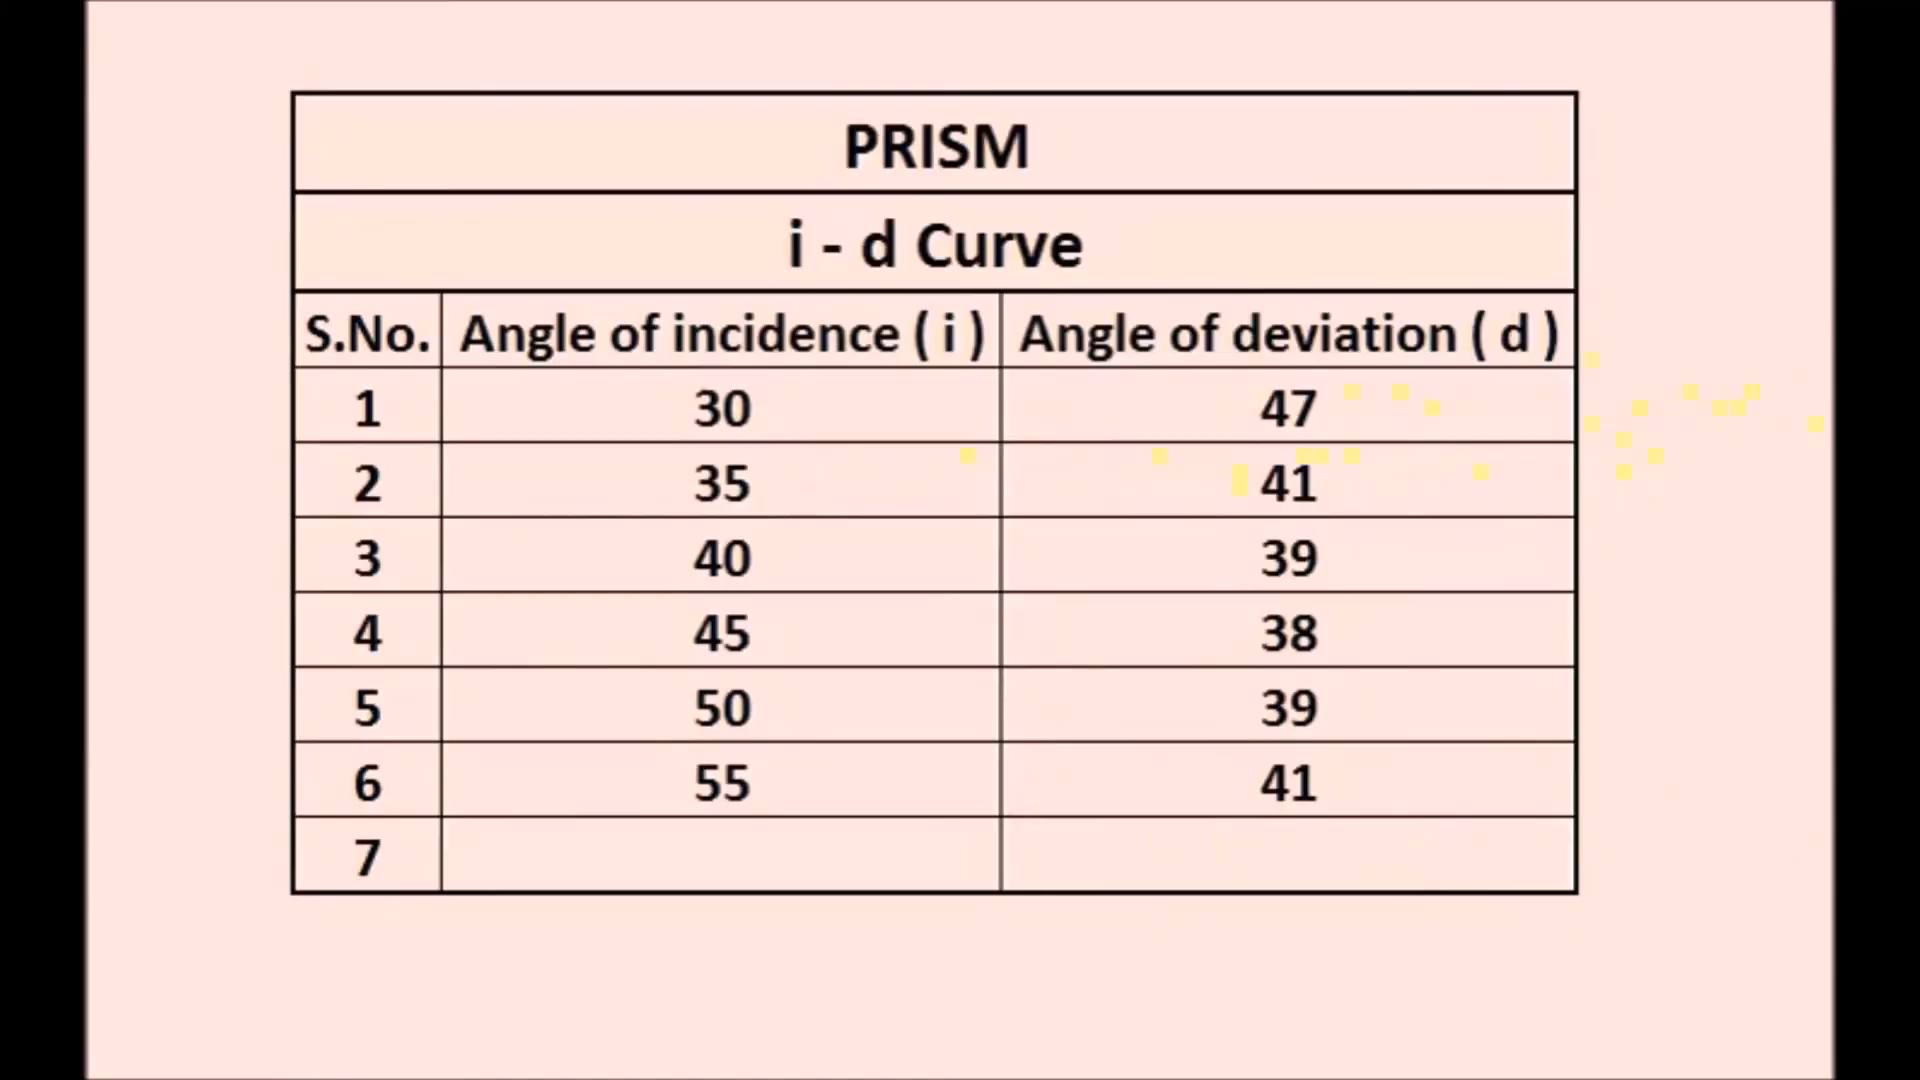 PRISM
i - d Curve
S.No. Angle of incidence ( i ) Angle of deviation ( d )
1 30 47
2 35 41
3 40 39
4 45 38
5 50 39
6 55 41
7